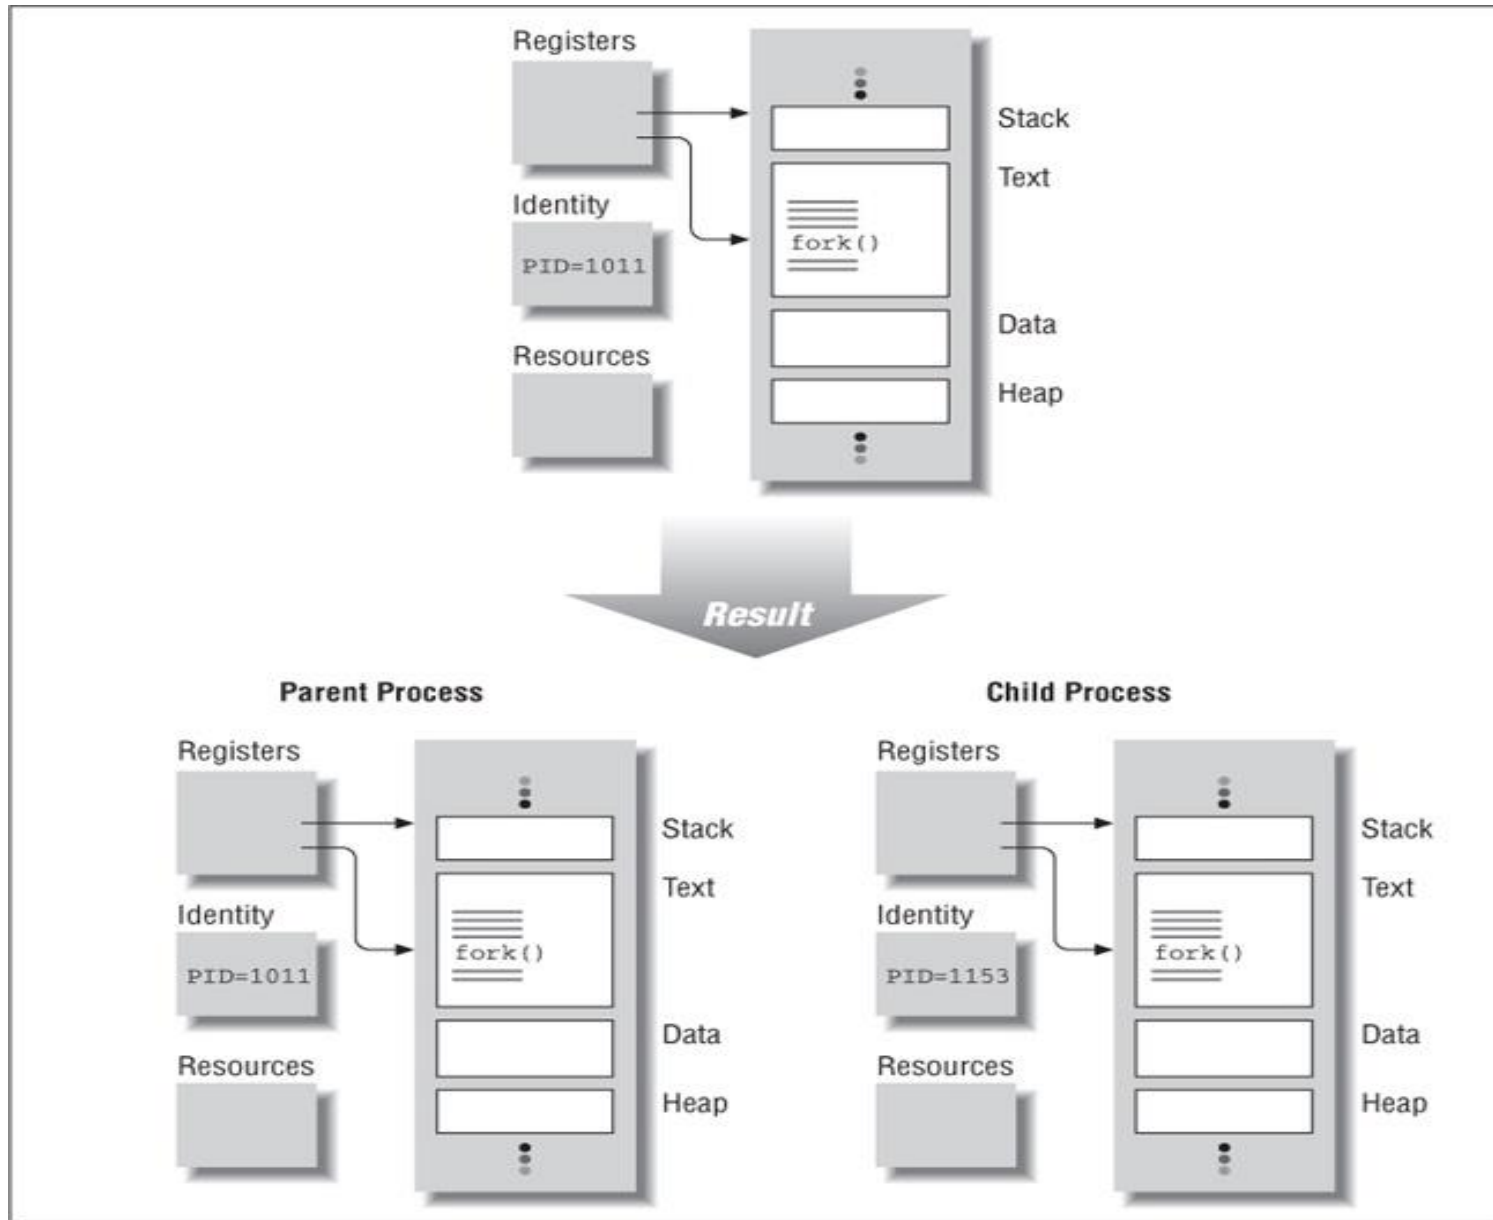 Registers
Stack
Text
Identity
fork()
PID=1011
Data
Resources
Heap
Result
Parent Process
Child Process
Registers
Stack
Text
Identity
fork()
PID=1011
Data
Resources
Heap
Registers
Stack
Text
Identity
fork()
PID=1153
Data
Resources
Heap